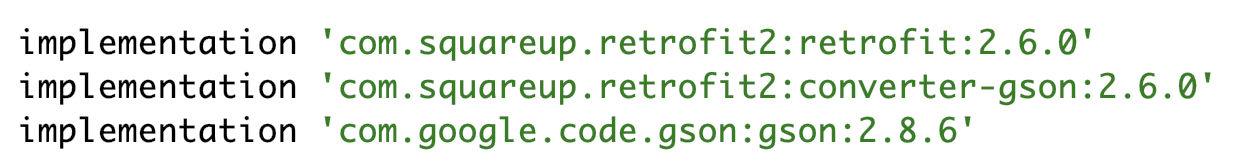 implementation 'com.squareup.retrofit2:retrofit:2.6.0'
implementation 'com.squareup.retrofit2:converter-gson:2.6.0'
implementation 'com.google.code.gson:gson:2.8.6'